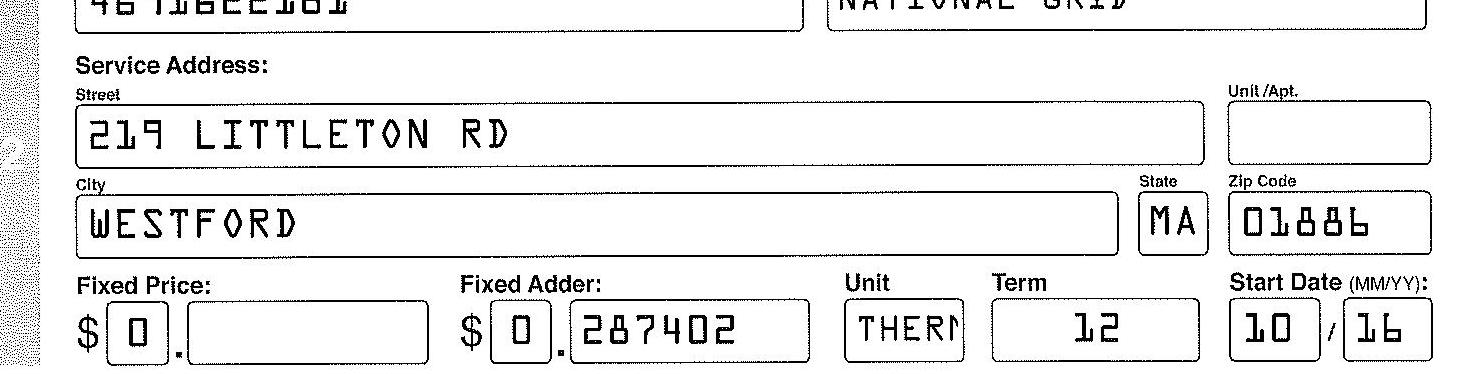 NATIONAL GRID
Service Address:
Street Unit /Apt.
219 LITTLETON RD
City State Zip Code
WESTFORD MA 01886
Fixed Price: Fixed Adder: Unit Term Start Date (MM/YY):
$ 0 . $ 0 . 287402 THERM 12 10 / 16